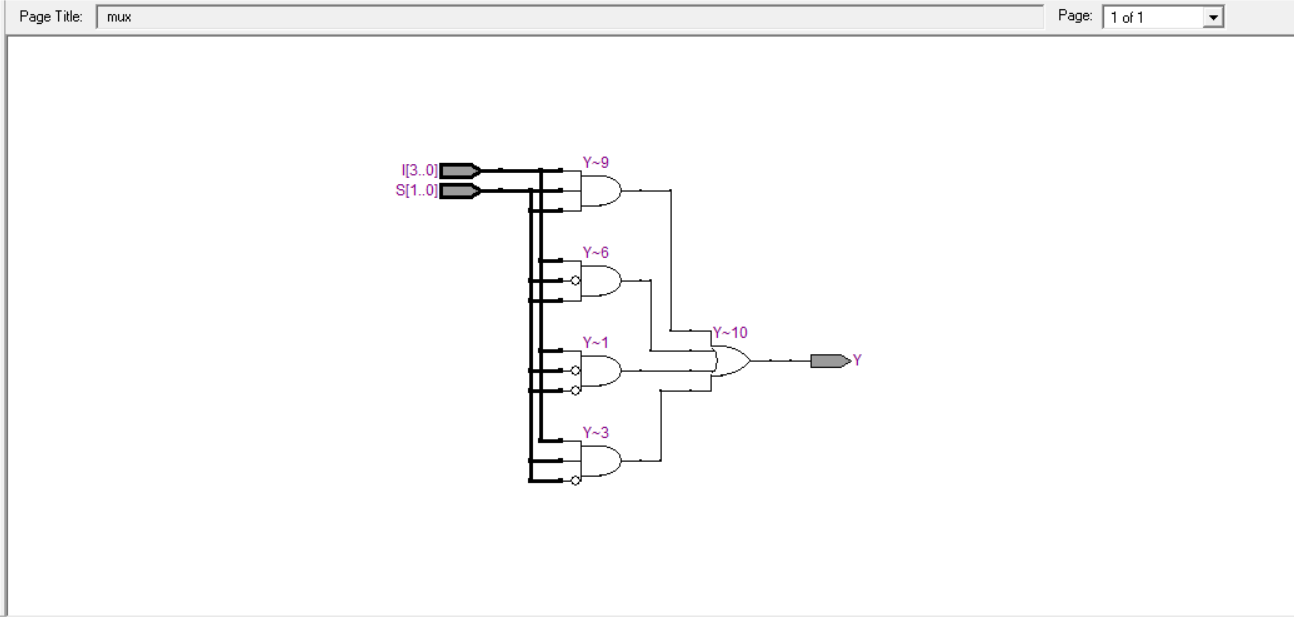 Page Title: mux Page: 1 of 1
Y~9
I[3..0]
S[1..0]
Y~6
Y~10
Y~1
Y
Y~3